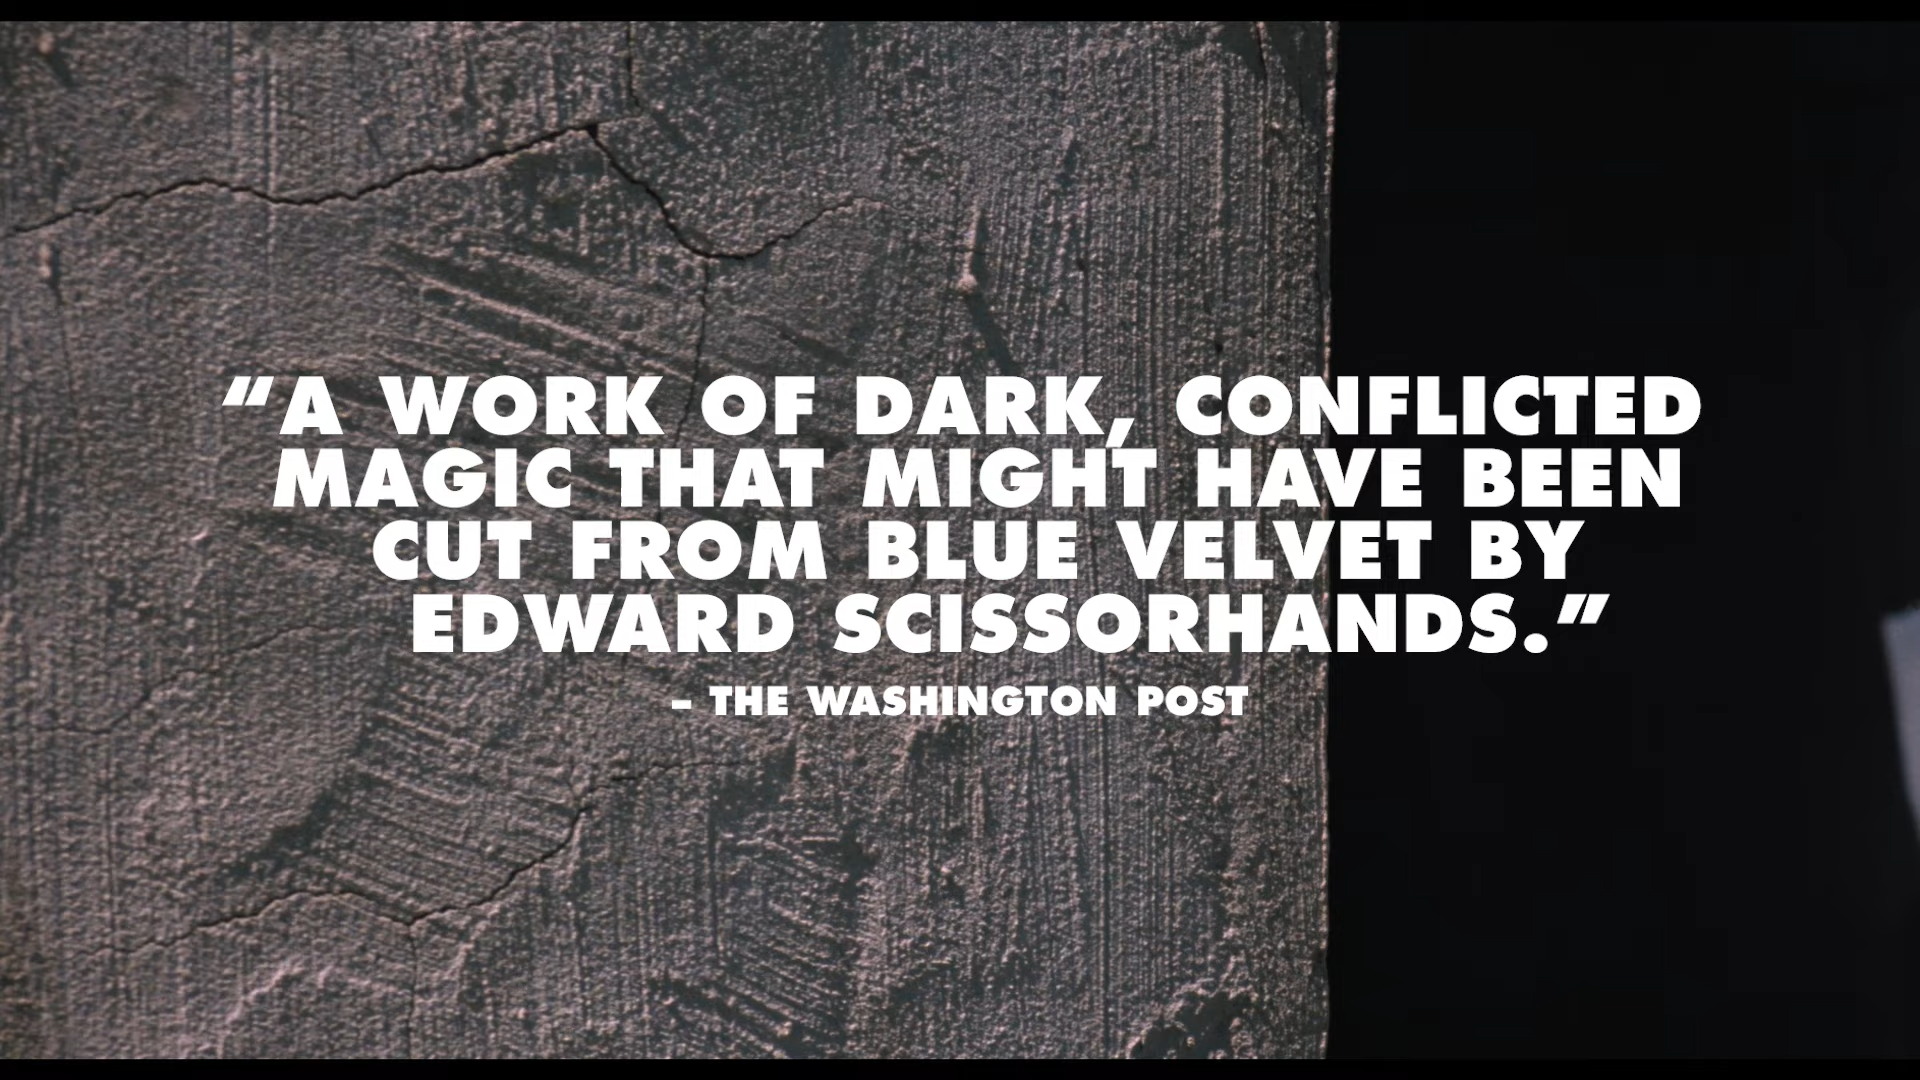 “A WORK OF DARK, CONFLICTED
MAGIC THAT MIGHT HAVE BEEN
CUT FROM BLUE VELVET BY
EDWARD SCISSORHANDS.”
– THE WASHINGTON POST